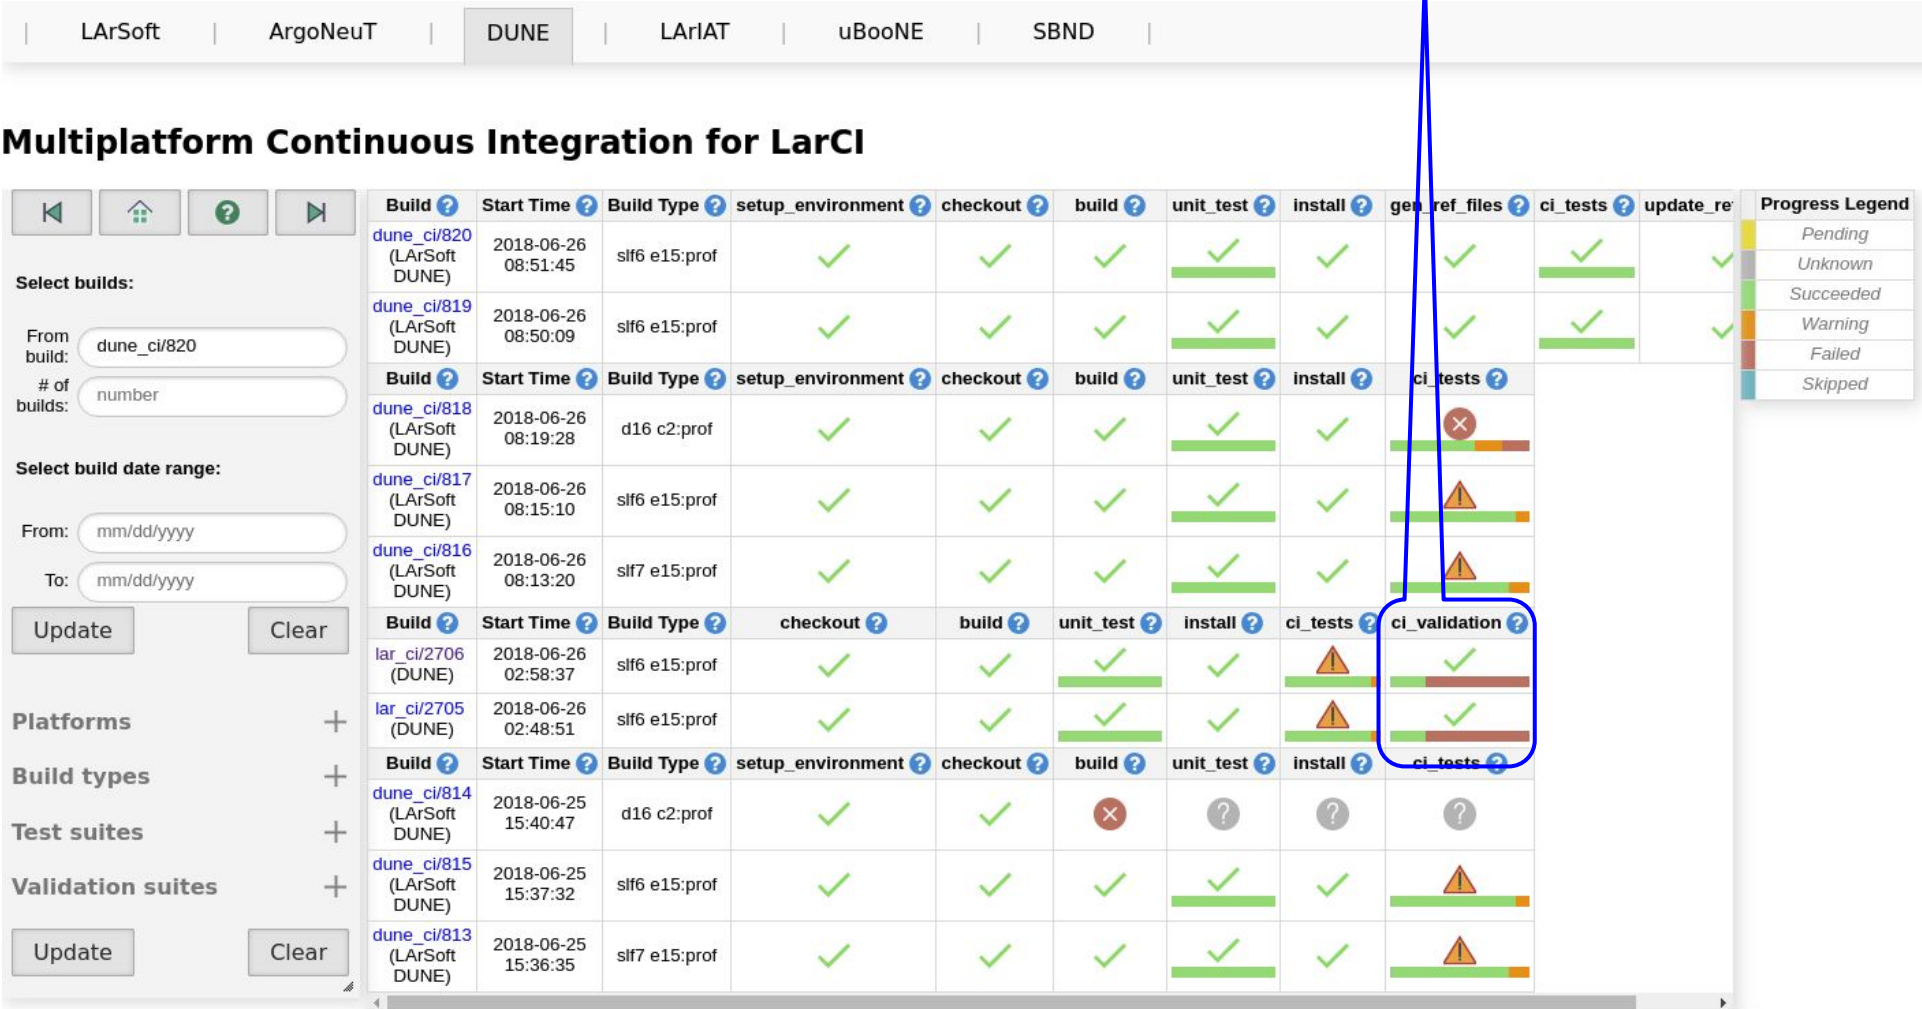 LArSoft | ArgoNeuT | DUNE | LArIAT | uBooNE | SBND |
Multiplatform Continuous Integration for LarCI
Select builds:
From build: dune_ci/820
# of builds: number
Select build date range:
From: mm/dd/yyyy
To: mm/dd/yyyy
Update Clear
Platforms +
Build types +
Test suites +
Validation suites +
Update Clear
Build Start Time Build Type setup_environment checkout build unit_test install gen_ref_files ci_tests
dune_ci/820 (LArSoft DUNE) 2018-06-26 08:51:45 slf6 e15:prof
dune_ci/819 (LArSoft DUNE) 2018-06-26 08:50:09 slf6 e15:prof
Build Start Time Build Type setup_environment checkout build unit_test install ci_tests
dune_ci/818 (LArSoft DUNE) 2018-06-26 08:19:28 d16 c2:prof
dune_ci/817 (LArSoft DUNE) 2018-06-26 08:15:10 slf6 e15:prof
dune_ci/816 (LArSoft DUNE) 2018-06-26 08:13:20 slf7 e15:prof
Build Start Time Build Type checkout build unit_test install ci_tests ci_validation
lar_ci/2706 (DUNE) 2018-06-26 02:58:37 slf6 e15:prof
lar_ci/2705 (DUNE) 2018-06-26 02:48:51 slf6 e15:prof
Build Start Time Build Type setup_environment checkout build unit_test install ci_tests
dune_ci/814 (LArSoft DUNE) 2018-06-25 15:40:47 d16 c2:prof
dune_ci/815 (LArSoft DUNE) 2018-06-25 15:37:32 slf6 e15:prof
dune_ci/813 (LArSoft DUNE) 2018-06-25 15:36:35 slf7 e15:prof
Progress Legend
Pending
Unknown
Succeeded
Warning
Failed
Skipped